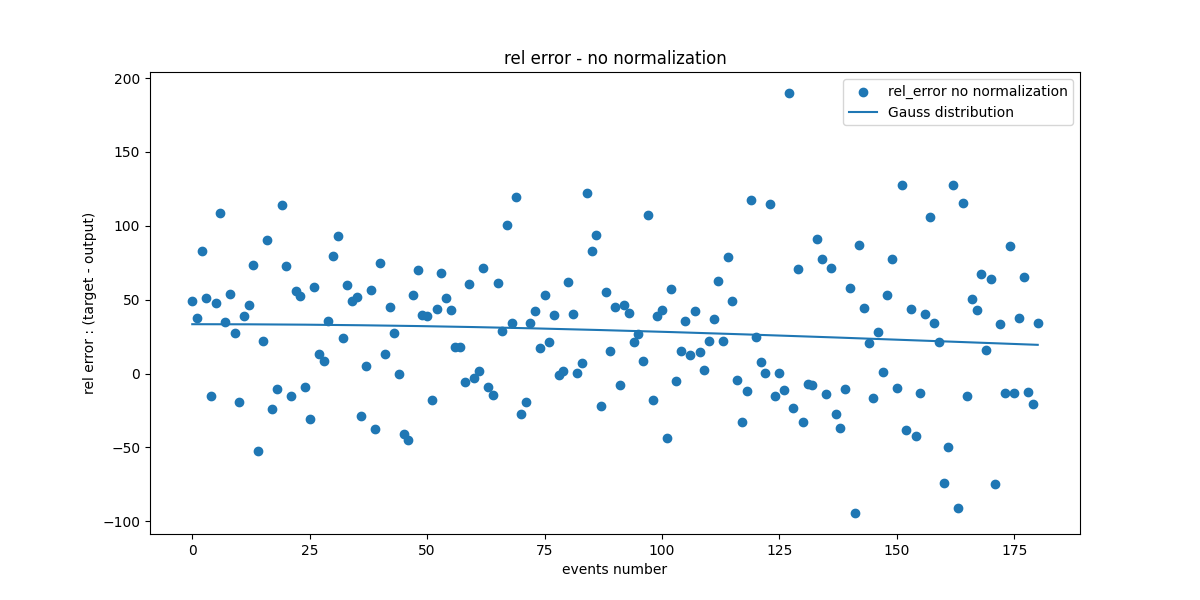 rel error - no normalization
rel_error no normalization
Gauss distribution
200
150
100
50
0
−50
−100
rel error : (target - output)
0 25 50 75 100 125 150 175
events number